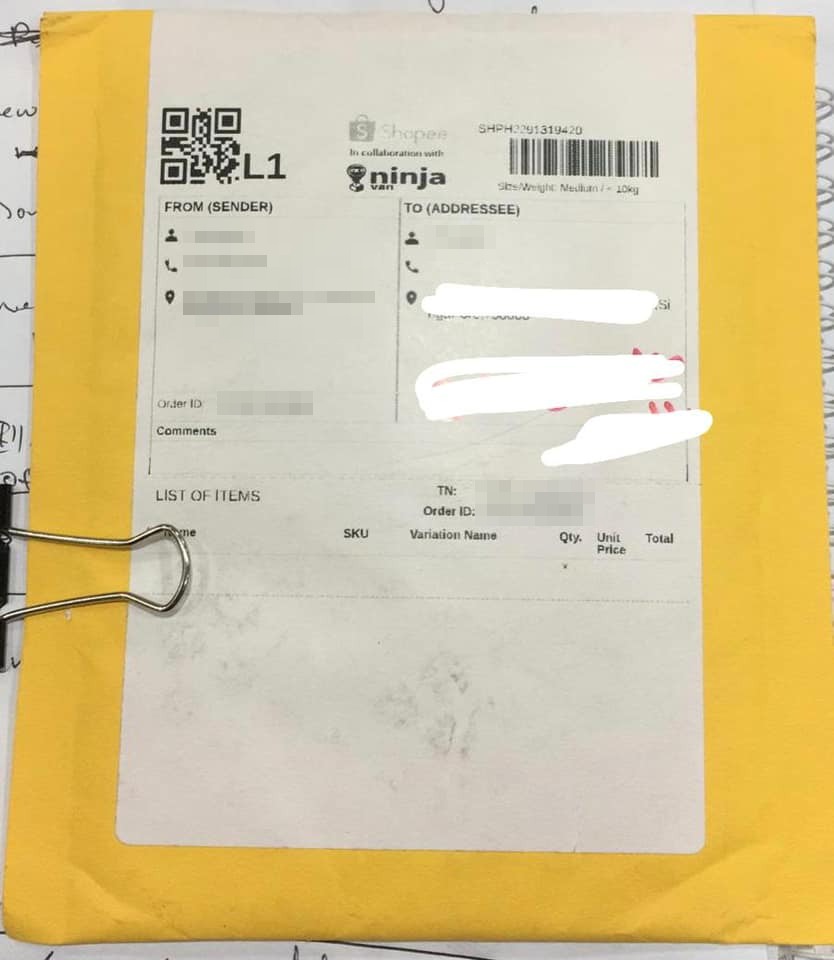 L1
Shopee
In collaboration with
ninja
van
SHPH2291319420
Size/Weight: Medium / < 10kg
FROM (SENDER)
TO (ADDRESSEE)
Order ID:
Comments
LIST OF ITEMS
TN:
Order ID:
SKU
Variation Name
Qty.
Unit Price
Total
x